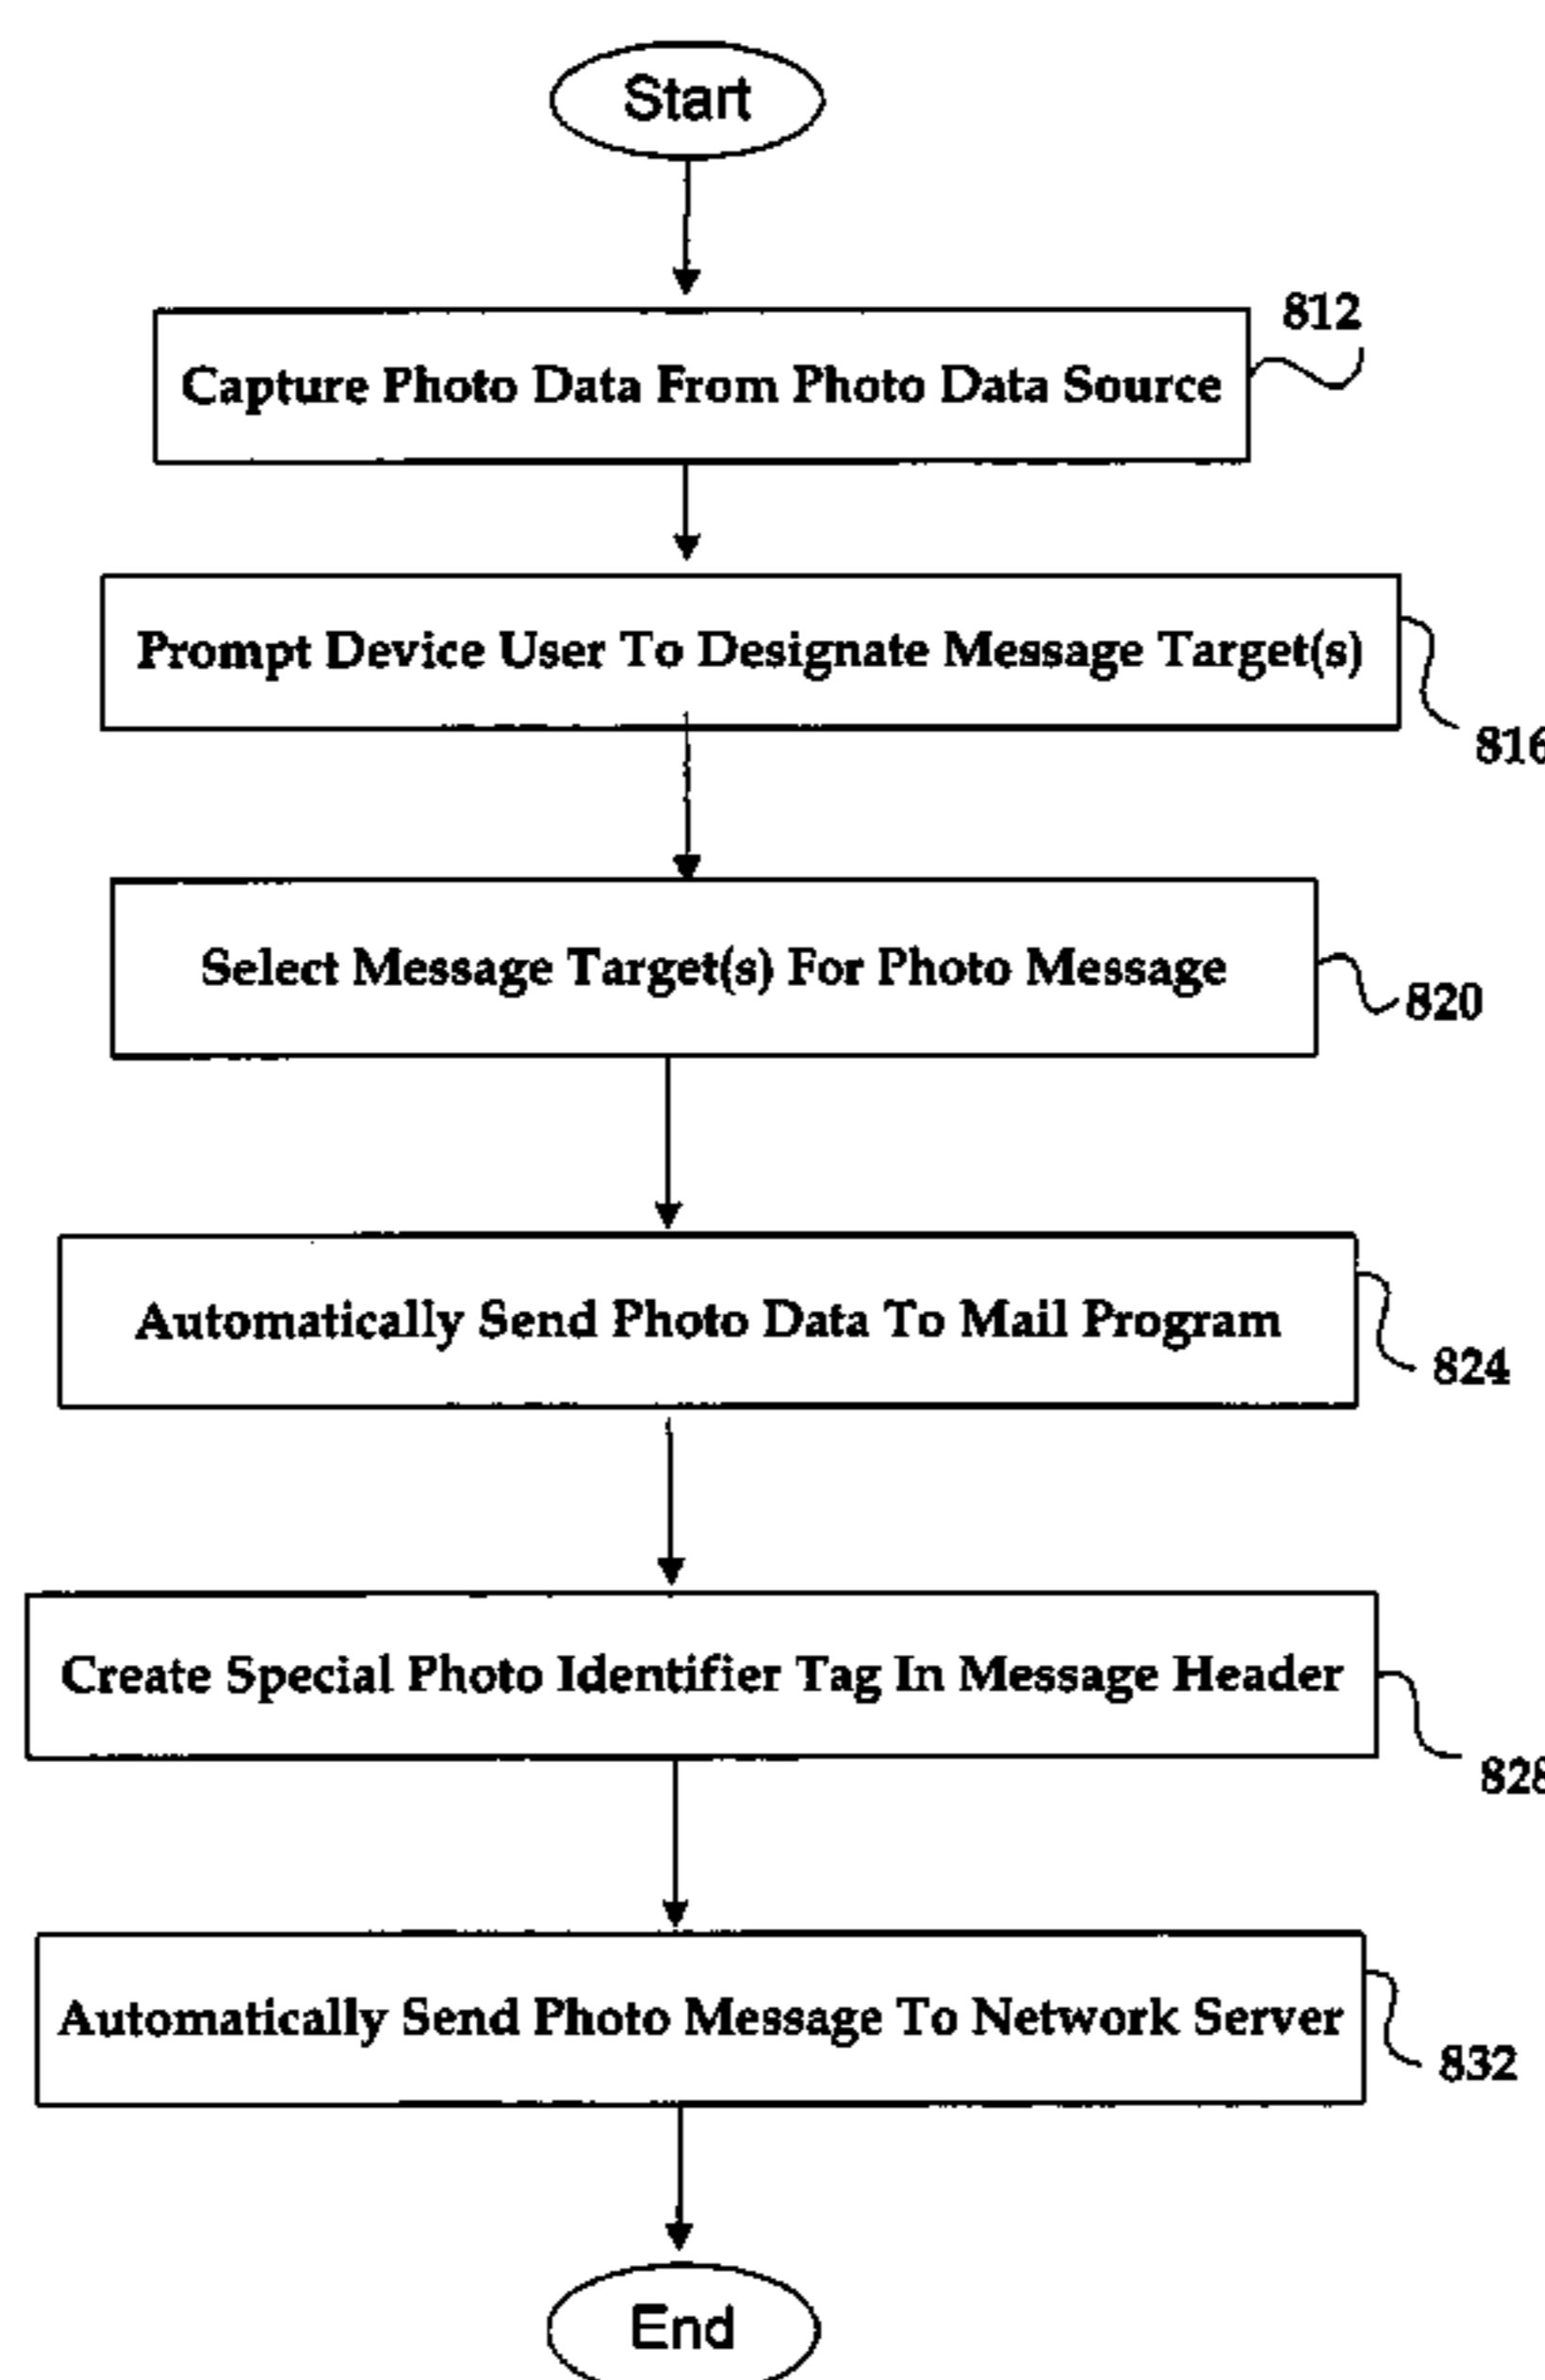 Start
812
Capture Photo Data From Photo Data Source
Prompt Device User To Designate Message Target(s)
816
Select Message Target(s) For Photo Message
820
Automatically Send Photo Data To Mail Program
824
Create Special Photo Identifier Tag In Message Header
828
Automatically Send Photo Message To Network Server
832
End